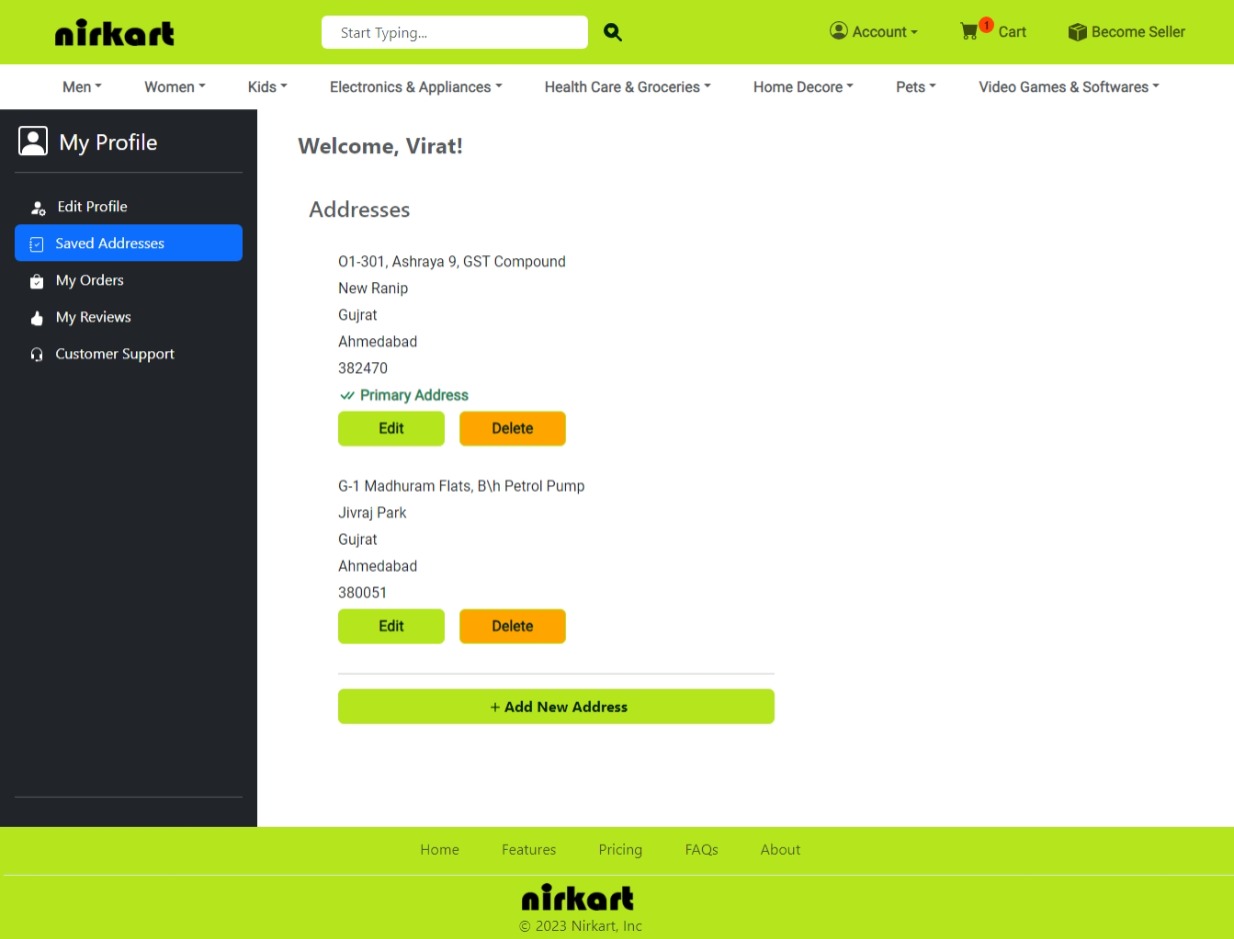 nirkart
Start Typing...
Account
1
Cart
Become Seller
Men
Women
Kids
Electronics & Appliances
Health Care & Groceries
Home Decore
Pets
Video Games & Softwares
My Profile
Edit Profile
Saved Addresses
My Orders
My Reviews
Customer Support
Welcome, Virat!
Addresses
O1-301, Ashraya 9, GST Compound
New Ranip
Gujrat
Ahmedabad
382470
Primary Address
Edit
Delete
G-1 Madhuram Flats, B\h Petrol Pump
Jivraj Park
Gujrat
Ahmedabad
380051
Edit
Delete
+ Add New Address
Home
Features
Pricing
FAQs
About
nirkart
© 2023 Nirkart, Inc